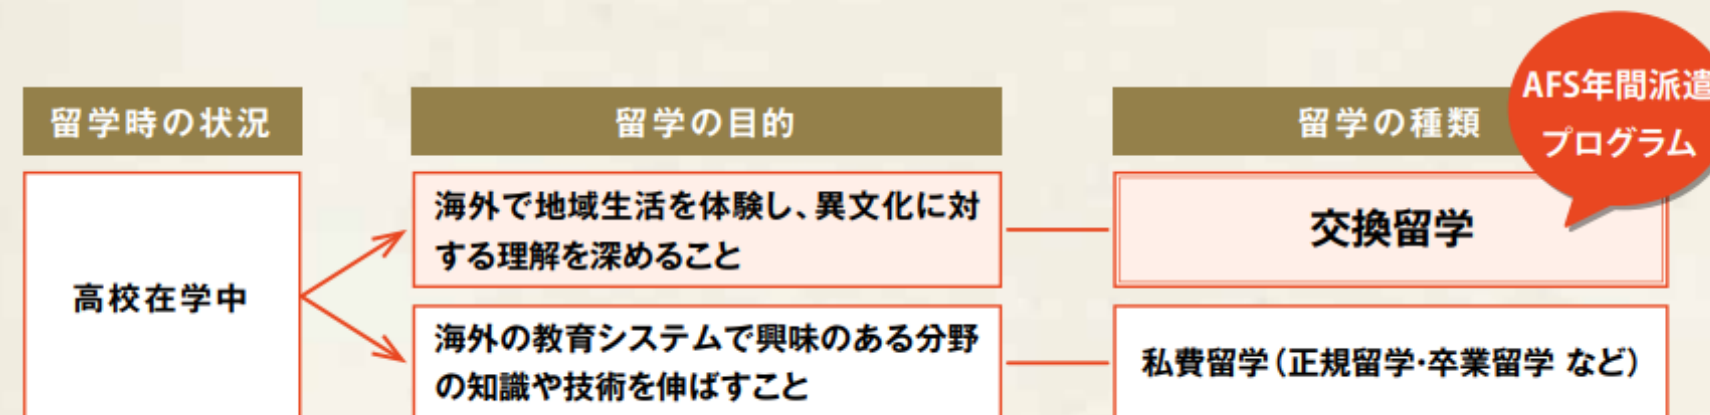 留学時の状況
留学の目的
留学の種類
AFS年間派遣
プログラム
高校在学中
海外で地域生活を体験し、異文化に対
する理解を深めること
交換留学
海外の教育システムで興味のある分野
の知識や技術を伸ばすこと
私費留学（正規留学・卒業留学 など）